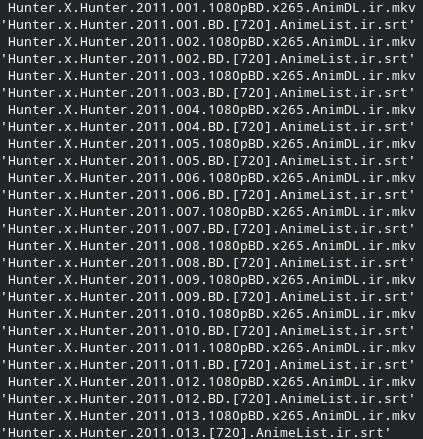 Hunter.X.Hunter.2011.001.1080pBD.x265.AnimDL.ir.mkv
'Hunter.x.Hunter.2011.001.BD.[720].AnimeList.ir.srt'
Hunter.X.Hunter.2011.002.1080pBD.x265.AnimDL.ir.mkv
'Hunter.x.Hunter.2011.002.BD.[720].AnimeList.ir.srt'
Hunter.X.Hunter.2011.003.1080pBD.x265.AnimDL.ir.mkv
'Hunter.x.Hunter.2011.003.BD.[720].AnimeList.ir.srt'
Hunter.X.Hunter.2011.004.1080pBD.x265.AnimDL.ir.mkv
'Hunter.x.Hunter.2011.004.BD.[720].AnimeList.ir.srt'
Hunter.X.Hunter.2011.005.1080pBD.x265.AnimDL.ir.mkv
'Hunter.x.Hunter.2011.005.BD.[720].AnimeList.ir.srt'
Hunter.X.Hunter.2011.006.1080pBD.x265.AnimDL.ir.mkv
'Hunter.x.Hunter.2011.006.BD.[720].AnimeList.ir.srt'
Hunter.X.Hunter.2011.007.1080pBD.x265.AnimDL.ir.mkv
'Hunter.x.Hunter.2011.007.BD.[720].AnimeList.ir.srt'
Hunter.X.Hunter.2011.008.1080pBD.x265.AnimDL.ir.mkv
'Hunter.x.Hunter.2011.008.BD.[720].AnimeList.ir.srt'
Hunter.X.Hunter.2011.009.1080pBD.x265.AnimDL.ir.mkv
'Hunter.x.Hunter.2011.009.BD.[720].AnimeList.ir.srt'
Hunter.X.Hunter.2011.010.1080pBD.x265.AnimDL.ir.mkv
'Hunter.x.Hunter.2011.010.BD.[720].AnimeList.ir.srt'
Hunter.X.Hunter.2011.011.1080pBD.x265.AnimDL.ir.mkv
'Hunter.x.Hunter.2011.011.BD.[720].AnimeList.ir.srt'
Hunter.X.Hunter.2011.012.1080pBD.x265.AnimDL.ir.mkv
'Hunter.x.Hunter.2011.012.BD.[720].AnimeList.ir.srt'
Hunter.X.Hunter.2011.013.1080pBD.x265.AnimDL.ir.mkv
'Hunter.x.Hunter.2011.013.[720].AnimeList.ir.srt'